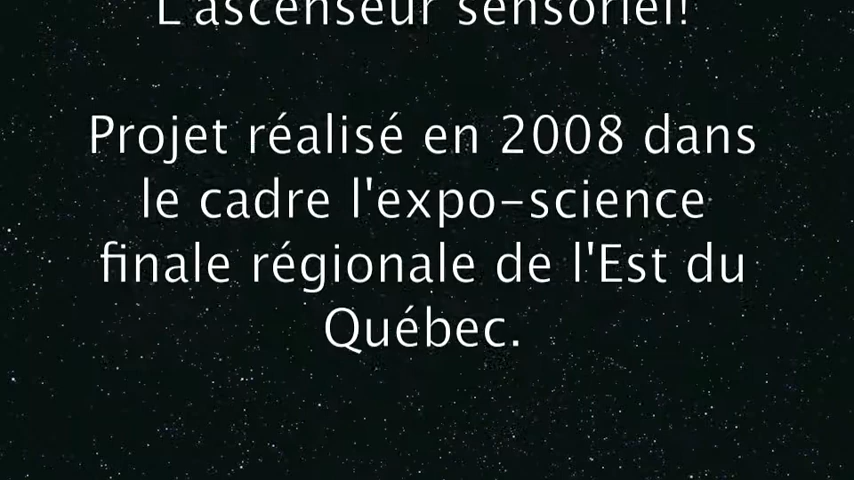 L'ascenseur sensoriel!
Projet réalisé en 2008 dans
le cadre l'expo-science
finale régionale de l'Est du
Québec.